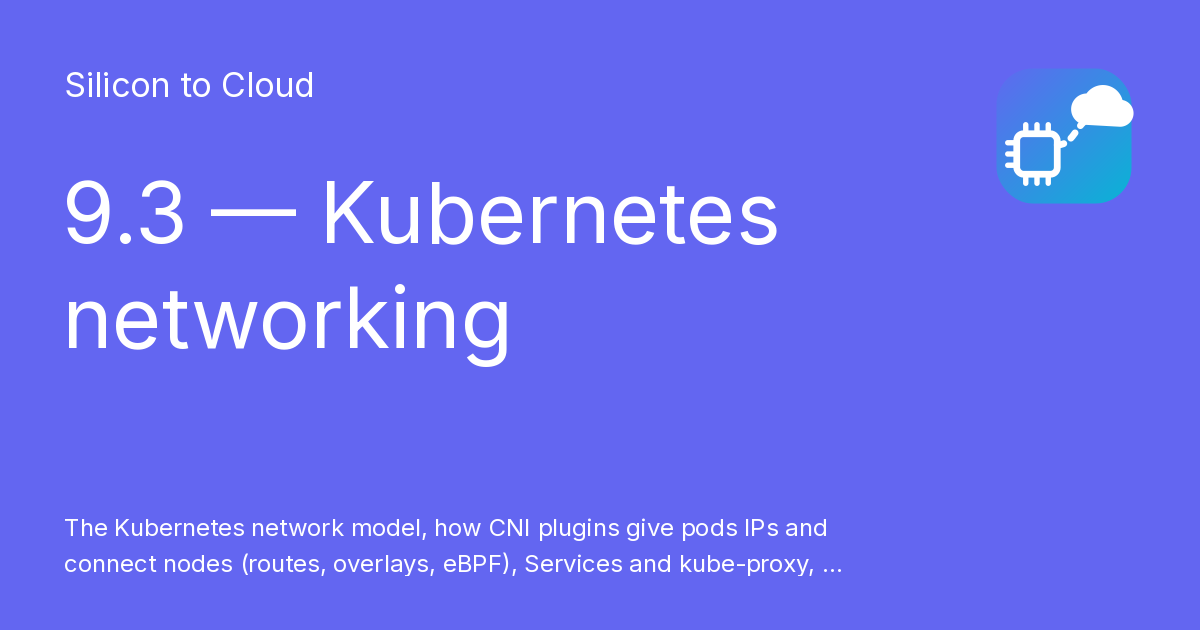 Silicon to Cloud
9.3 — Kubernetes
networking
The Kubernetes network model, how CNI plugins give pods IPs and
connect nodes (routes, overlays, eBPF), Services and kube-proxy, ...